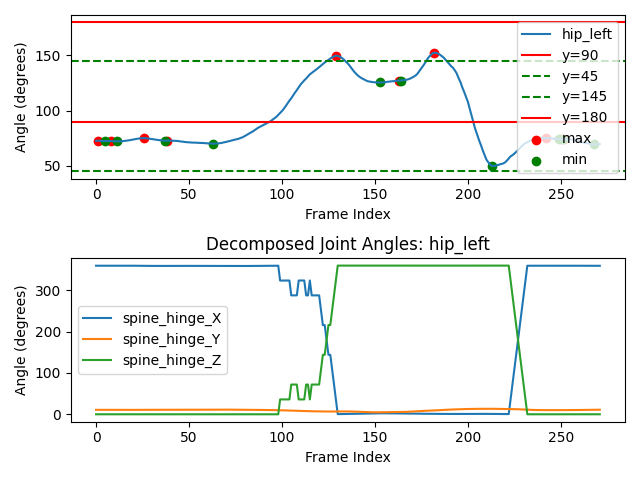 150
100
50
Angle (degrees)
hip_left
y=90
y=45
y=145
y=180
max
min
0 50 100 150 200 250
Frame Index
Decomposed Joint Angles: hip_left
300
200
100
0
Angle (degrees)
spine_hinge_X
spine_hinge_Y
spine_hinge_Z
0 50 100 150 200 250
Frame Index